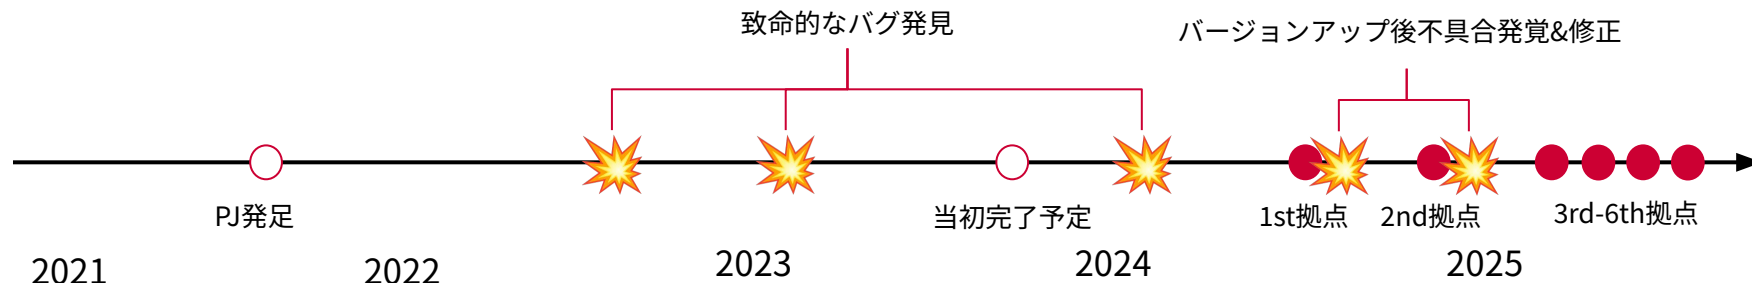 致命的なバグ発見
バージョンアップ後不具合発覚&修正
PJ発足
当初完了予定
1st拠点
2nd拠点
3rd-6th拠点
2021
2022
2023
2024
2025